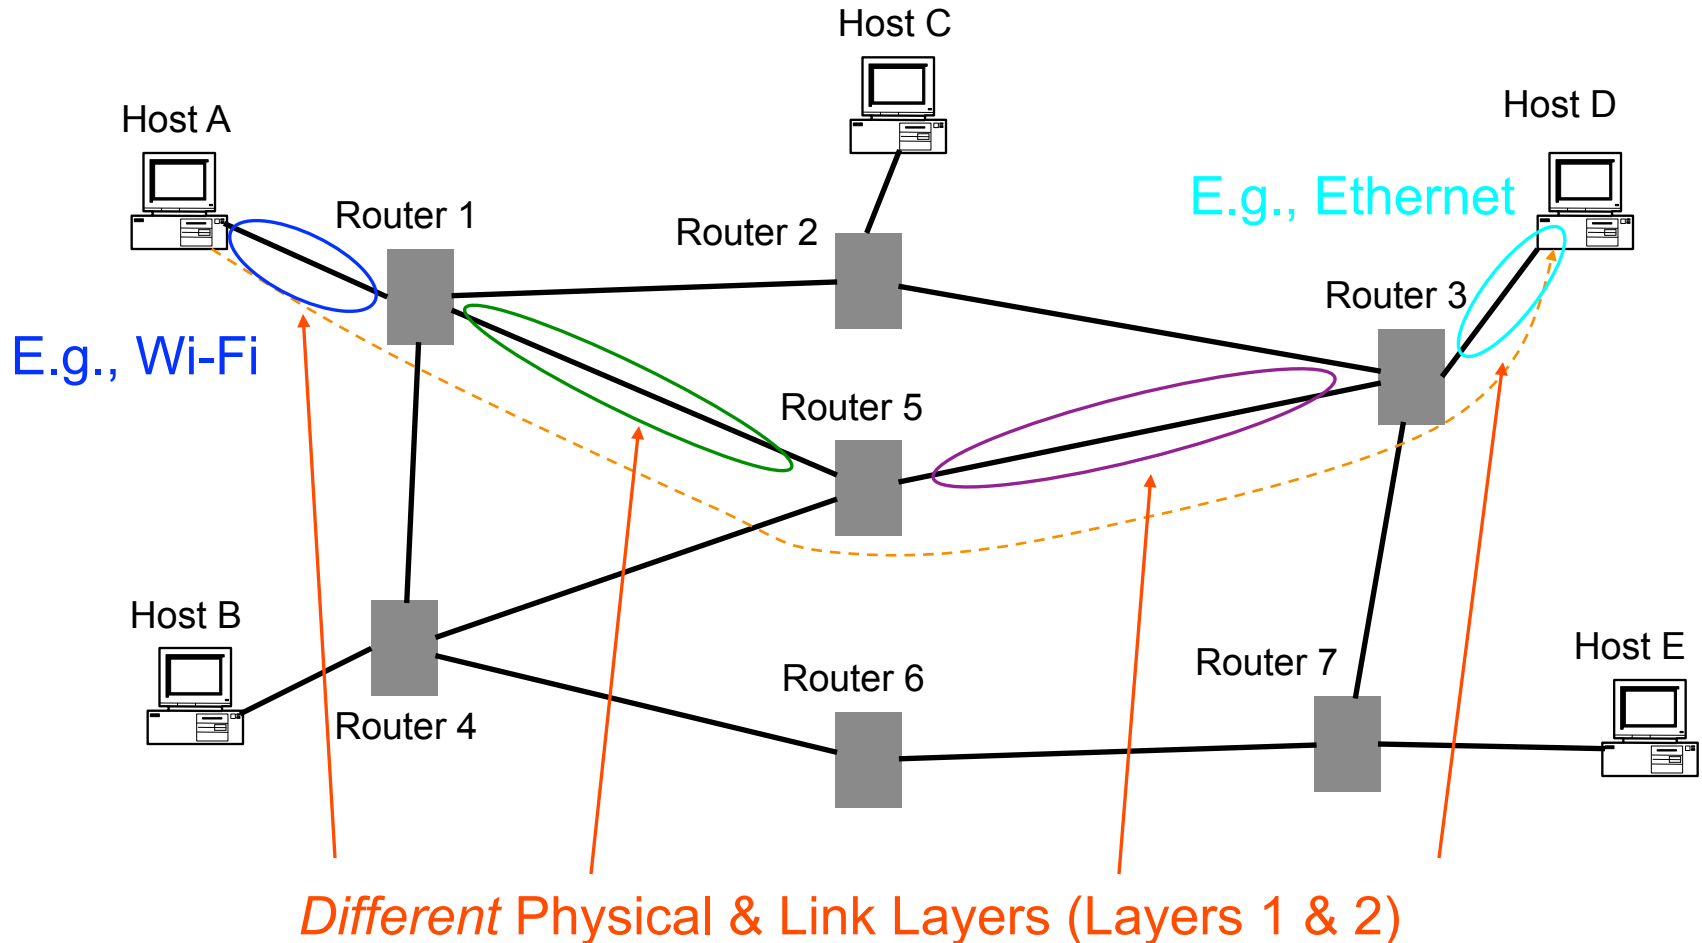 Host C
Host A
Host D
E.g., Ethernet
Router 1
Router 2
Router 3
E.g., Wi-Fi
Router 5
Host B
Router 4
Router 6
Router 7
Host E
Different Physical & Link Layers (Layers 1 & 2)